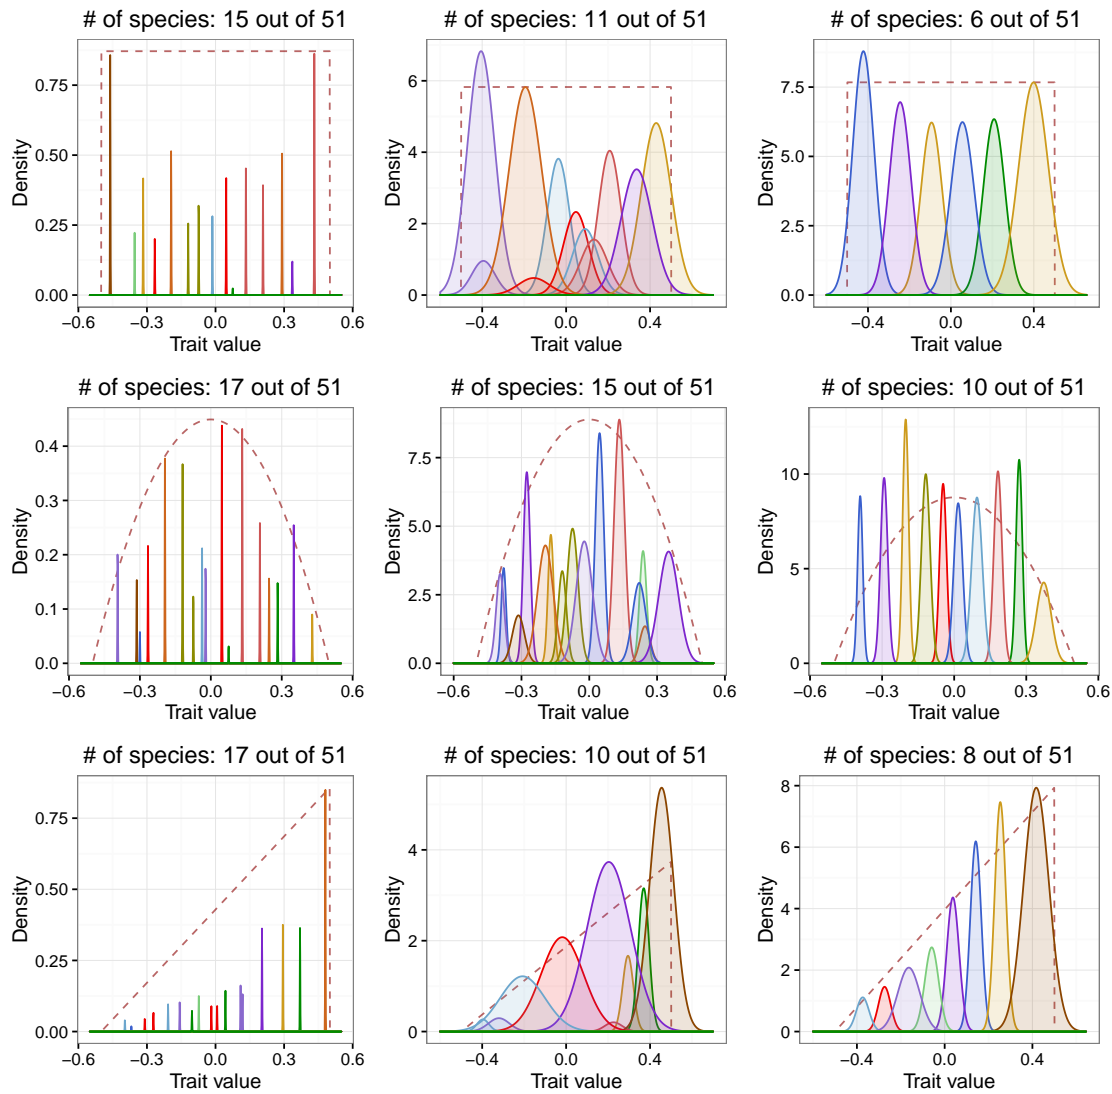 # of species: 15 out of 51
# of species: 11 out of 51
# of species: 6 out of 51
Density
0.75
0.50
0.25
0.00
−0.6 −0.3 0.0 0.3 0.6
Trait value
Density
6
4
2
0
−0.4 0.0 0.4
Trait value
Density
7.5
5.0
2.5
0.0
−0.4 0.0 0.4
Trait value
# of species: 17 out of 51
# of species: 15 out of 51
# of species: 10 out of 51
Density
0.4
0.3
0.2
0.1
0.0
−0.6 −0.3 0.0 0.3 0.6
Trait value
Density
7.5
5.0
2.5
0.0
−0.6 −0.3 0.0 0.3 0.6
Trait value
Density
10
5
0
−0.6 −0.3 0.0 0.3 0.6
Trait value
# of species: 17 out of 51
# of species: 10 out of 51
# of species: 8 out of 51
Density
0.75
0.50
0.25
0.00
−0.6 −0.3 0.0 0.3 0.6
Trait value
Density
4
2
0
−0.4 0.0 0.4
Trait value
Density
8
6
4
2
0
−0.4 0.0 0.4
Trait value